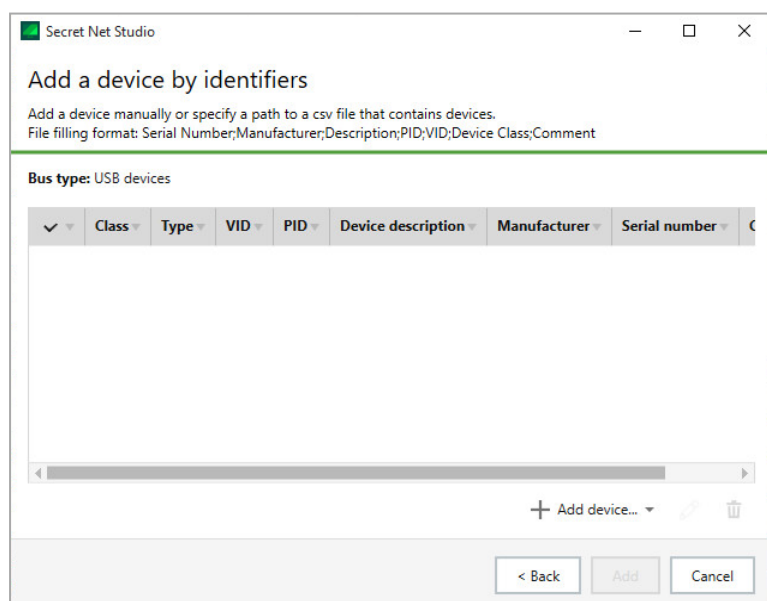 Secret Net Studio
Add a device by identifiers
Add a device manually or specify a path to a csv file that contains devices.
File filling format: Serial Number;Manufacturer;Description;PID;VID;Device Class;Comment
Bus type: USB devices
Class Type VID PID Device description Manufacturer Serial number
Add device...
< Back Add Cancel